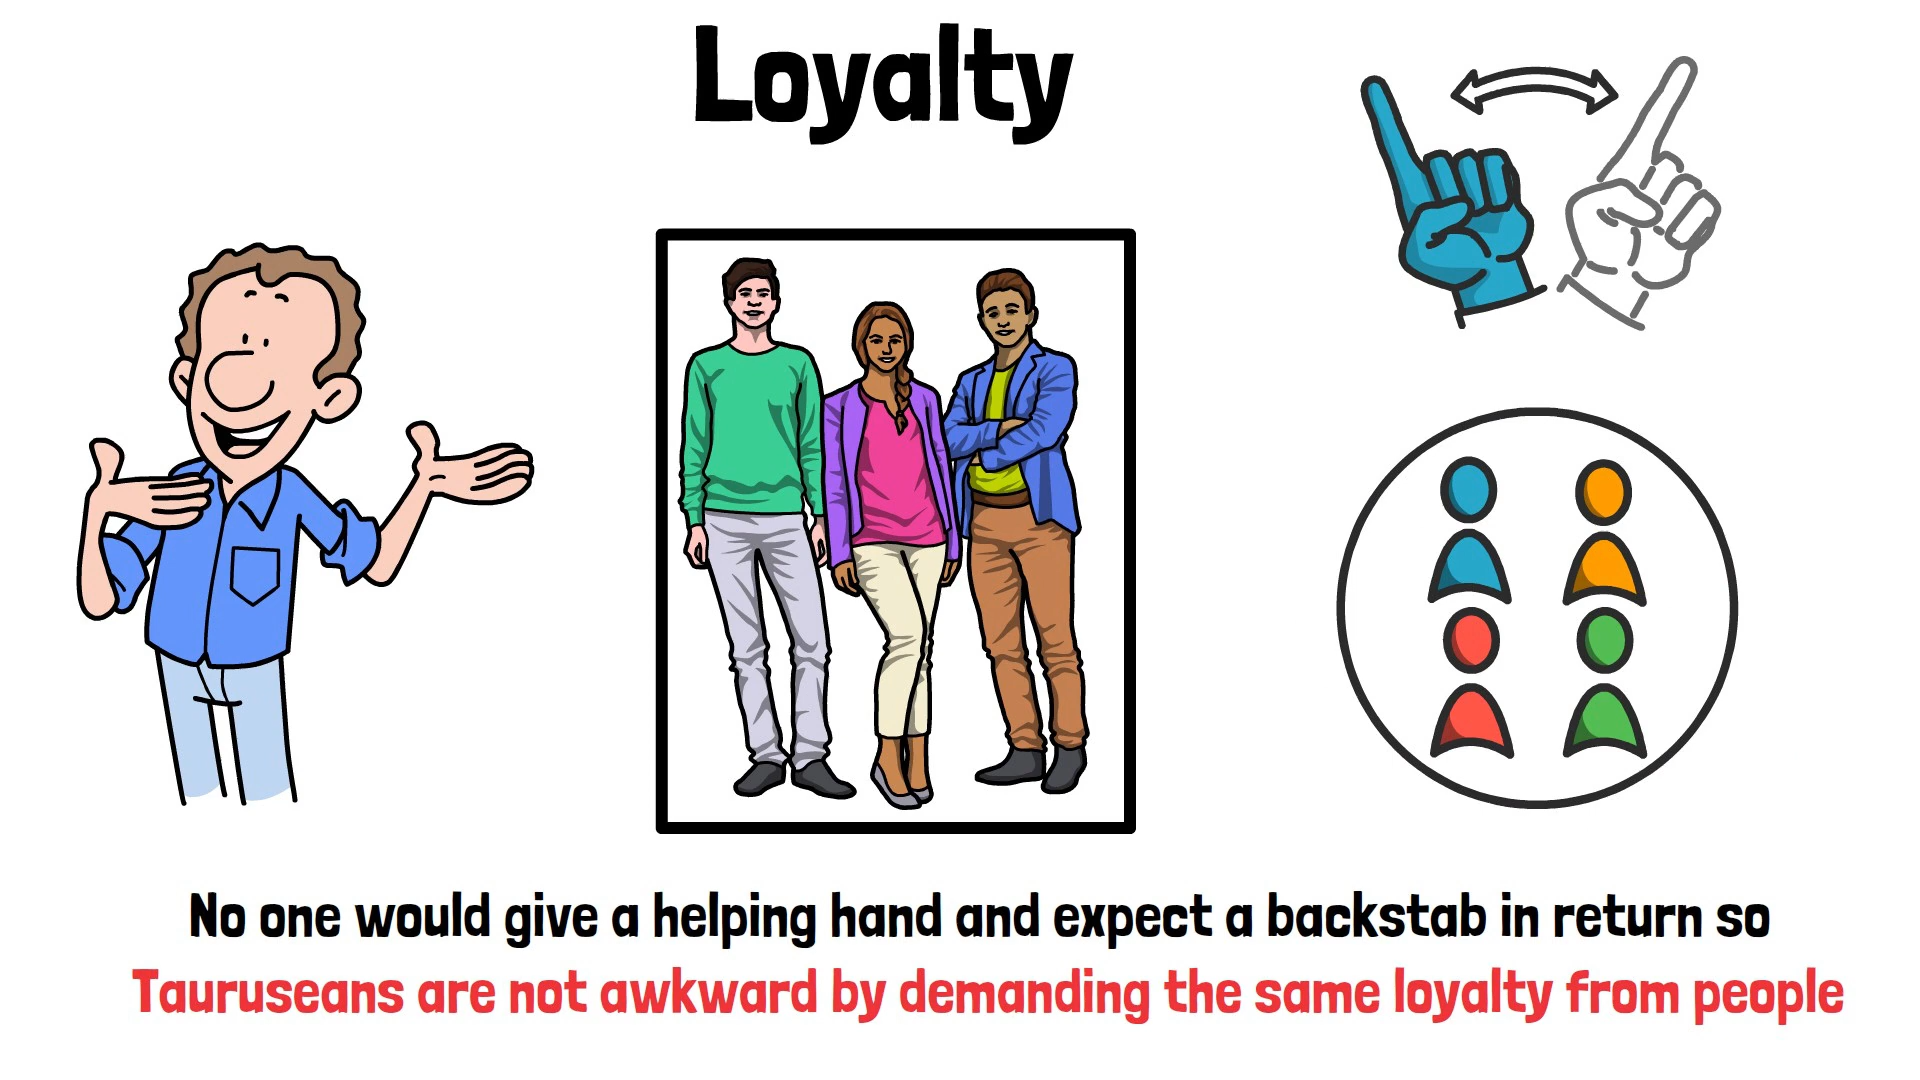 Loyalty
No one would give a helping hand and expect a backstab in return so
Tauruseans are not awkward by demanding the same loyalty from people